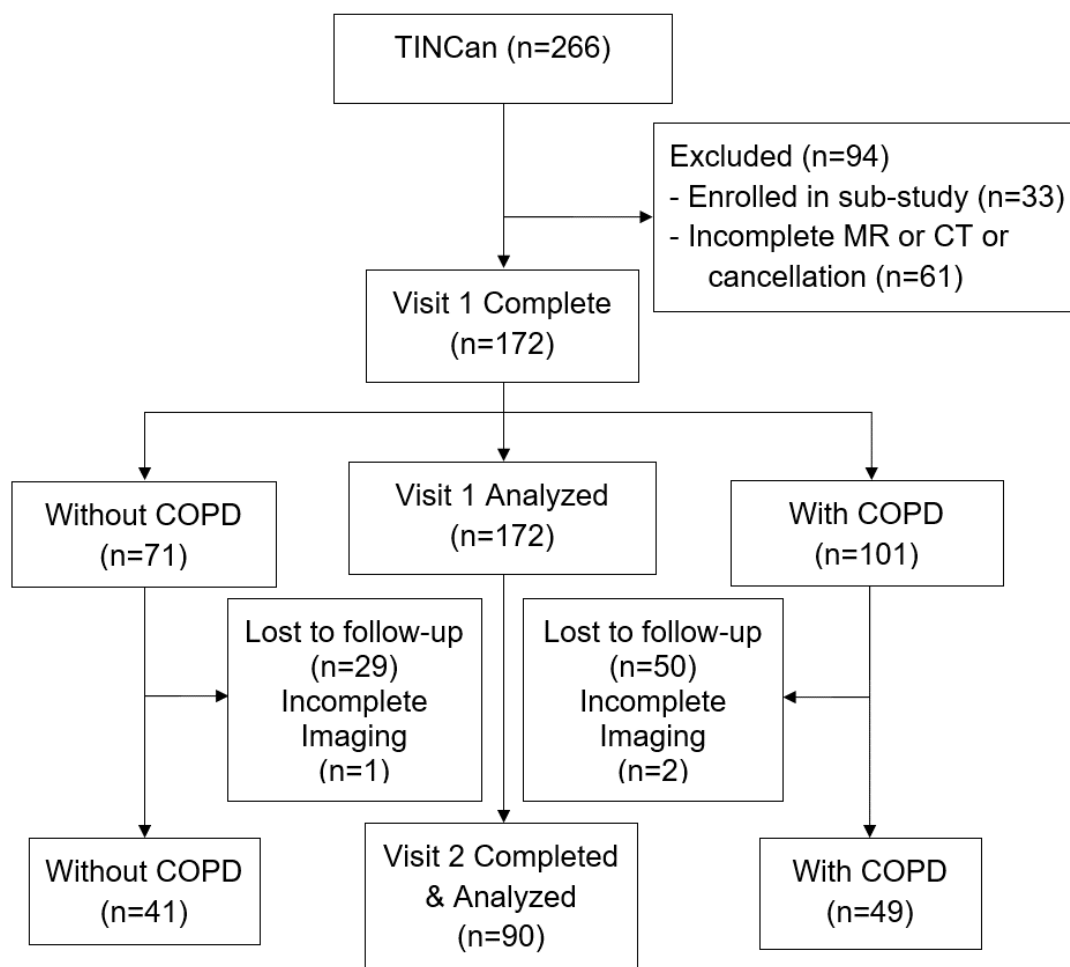 TINCan (n=266)
Excluded (n=94)
- Enrolled in sub-study (n=33)
- Incomplete MR or CT or
cancellation (n=61)
Visit 1 Complete
(n=172)
Without COPD
(n=71)
Visit 1 Analyzed
(n=172)
With COPD
(n=101)
Lost to follow-up
(n=29)
Incomplete
Imaging
(n=1)
Lost to follow-up
(n=50)
Incomplete
Imaging
(n=2)
Without COPD
(n=41)
Visit 2 Completed
& Analyzed
(n=90)
With COPD
(n=49)